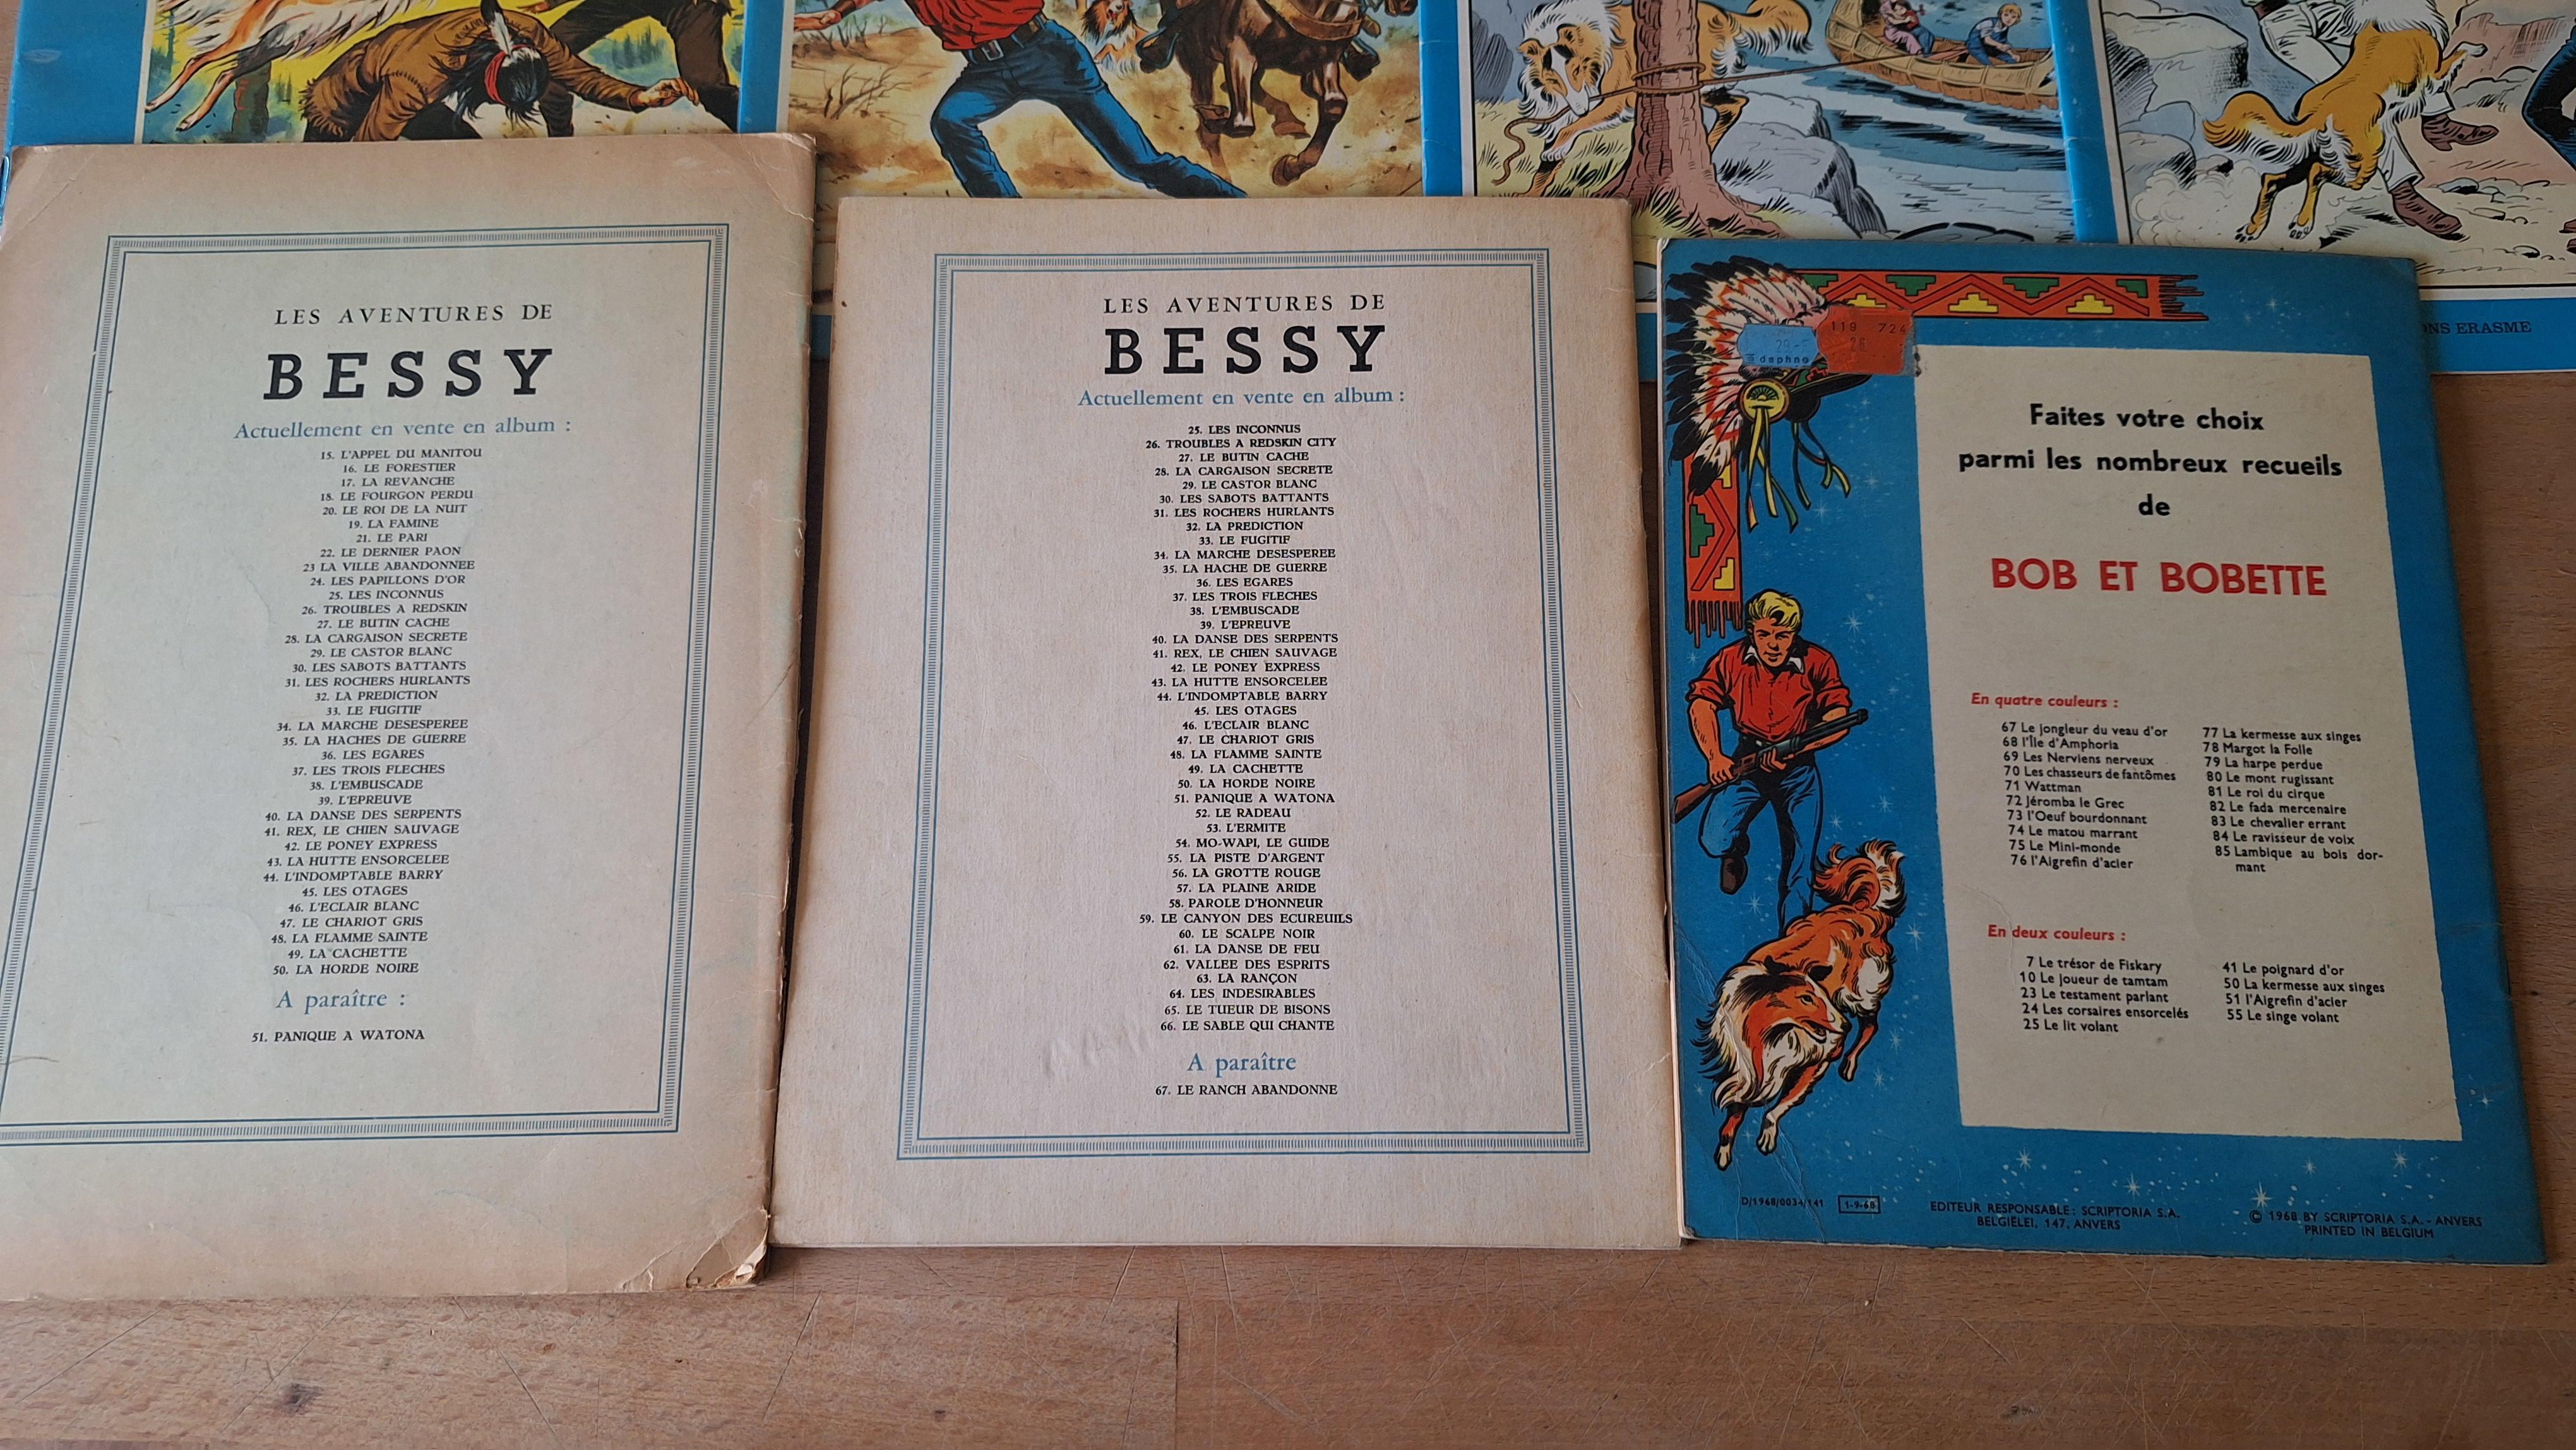 LES AVENTURES DE
BESSY
Actuellement en vente en album :
15. L'APPEL DU MANITOU
16. LE FORESTIER
17. LA REVANCHE
18. LE FOURGON PERDU
20. LE ROI DE LA NUIT
19. LA FAMINE
21. LE PARI
22. LE DERNIER PAON
23 LA VILLE ABANDONNEE
24. LES PAPILLONS D'OR
25. LES INCONNUS
26. TROUBLES A REDSKIN
27. LE BUTIN CACHE
28. LA CARGAISON SECRETE
29. LE CASTOR BLANC
30. LES SABOTS BATTANTS
31. LES ROCHERS HURLANTS
32. LA PREDICTION
33. LE FUGITIF
34. LA MARCHE DESESPEREE
35. LA HACHES DE GUERRE
36. LES EGARES
37. LES TROIS FLECHES
38. L'EMBUSCADE
39. L'EPREUVE
40. LA DANSE DES SERPENTS
41. REX, LE CHIEN SAUVAGE
42. LE PONEY EXPRESS
43. LA HUTTE ENSORCELEE
44. L'INDOMPTABLE BARRY
45. LES OTAGES
46. L'ECLAIR BLANC
47. LE CHARIOT GRIS
48. LA FLAMME SAINTE
49. LA CACHETTE
50. LA HORDE NOIRE
A paraître :
51. PANIQUE A WATONA
LES AVENTURES DE
BESSY
Actuellement en vente en album :
25. LES INCONNUS
26. TROUBLES A REDSKIN CITY
27. LE BUTIN CACHE
28. LA CARGAISON SECRETE
29. LE CASTOR BLANC
30. LES SABOTS BATTANTS
31. LES ROCHERS HURLANTS
32. LA PREDICTION
33. LE FUGITIF
34. LA MARCHE DESESPEREE
35. LA HACHE DE GUERRE
36. LES EGARES
37. LES TROIS FLECHES
38. L'EMBUSCADE
39. L'EPREUVE
40. LA DANSE DES SERPENTS
41. REX, LE CHIEN SAUVAGE
42. LE PONEY EXPRESS
43. LA HUTTE ENSORCELEE
44. L'INDOMPTABLE BARRY
45. LES OTAGES
46. L'ECLAIR BLANC
47. LE CHARIOT GRIS
48. LA FLAMME SAINTE
49. LA CACHETTE
50. LA HORDE NOIRE
51. PANIQUE A WATONA
52. LE RADEAU
53. L'ERMITE
54. MO-WAPI, LE GUIDE
55. LA PISTE D'ARGENT
56. LA GROTTE ROUGE
57. LA PLAINE ARIDE
58. PAROLE D'HONNEUR
59. LE CANYON DES ECUREUILS
60. LE SCALPE NOIR
61. LA DANSE DE FEU
62. VALLEE DES ESPRITS
63. LA RANÇON
64. LES INDESIRABLES
65. LE TUEUR DE BISONS
66. LE SABLE QUI CHANTE
A paraître
67. LE RANCH ABANDONNE
ONS ERASME
119 724
26
29.-
daphne
Faites votre choix
parmi les nombreux recueils
de
BOB ET BOBETTE
En quatre couleurs :
67 Le jongleur du veau d'or
68 l'Île d'Amphoria
69 Les Nerviens nerveux
70 Les chasseurs de fantômes
71 Wattman
72 Jéromba le Grec
73 l'Oeuf bourdonnant
74 Le matou marrant
75 Le Mini-monde
76 l'Aigrefin d'acier
77 La kermesse aux singes
78 Margot la Folle
79 La harpe perdue
80 Le mont rugissant
81 Le roi du cirque
82 Le fada mercenaire
83 Le chevalier errant
84 Le ravisseur de voix
85 Lambique au bois dor-
mant
En deux couleurs :
7 Le trésor de Fiskary
10 Le joueur de tamtam
23 Le testament parlant
24 Les corsaires ensorcelés
25 Le lit volant
41 Le poignard d'or
50 La kermesse aux singes
51 l'Aigrefin d'acier
55 Le singe volant
D/1968/0034/141 1-9-68
EDITEUR RESPONSABLE : SCRIPTORIA S.A.
BELGIËLEI, 147, ANVERS
© 1968 BY SCRIPTORIA S.A. - ANVERS
PRINTED IN BELGIUM